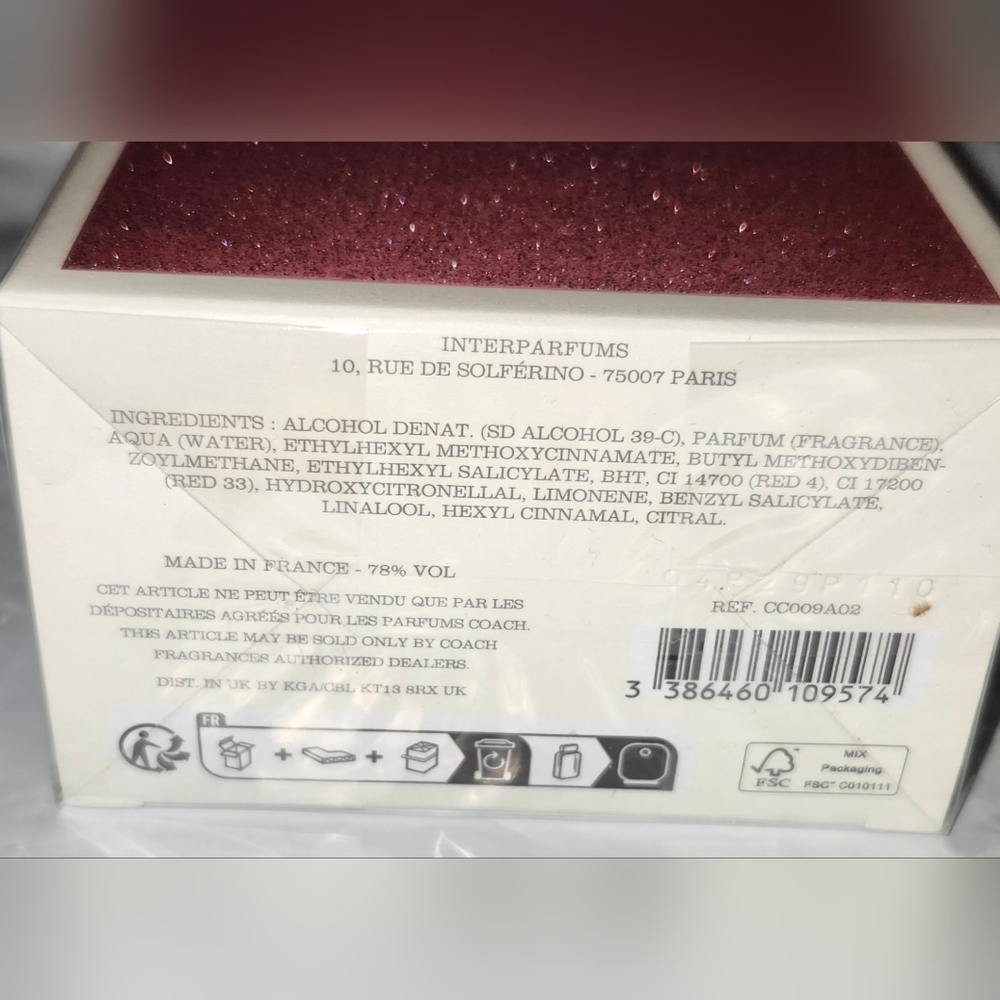 INTERPARFUMS
10, RUE DE SOLFÉRINO - 75007 PARIS
INGREDIENTS : ALCOHOL DENAT. (SD ALCOHOL 39-C), PARFUM (FRAGRANCE),
AQUA (WATER), ETHYLHEXYL METHOXYCINNAMATE, BUTYL METHOXYDIBEN-
ZOYLMETHANE, ETHYLHEXYL SALICYLATE, BHT, CI 14700 (RED 4), CI 17200
(RED 33), HYDROXYCITRONELLAL, LIMONENE, BENZYL SALICYLATE,
LINALOOL, HEXYL CINNAMAL, CITRAL.
MADE IN FRANCE - 78% VOL
CET ARTICLE NE PEUT ÊTRE VENDU QUE PAR LES
DÉPOSITAIRES AGRÉÉS POUR LES PARFUMS COACH.
THIS ARTICLE MAY BE SOLD ONLY BY COACH
FRAGRANCES AUTHORIZED DEALERS.
DIST. IN UK BY KGA/CBL KT13 8RX UK
REF. CC009A02
3 386460 109574
FR
FSC
MIX
Packaging
FSC™ C010111